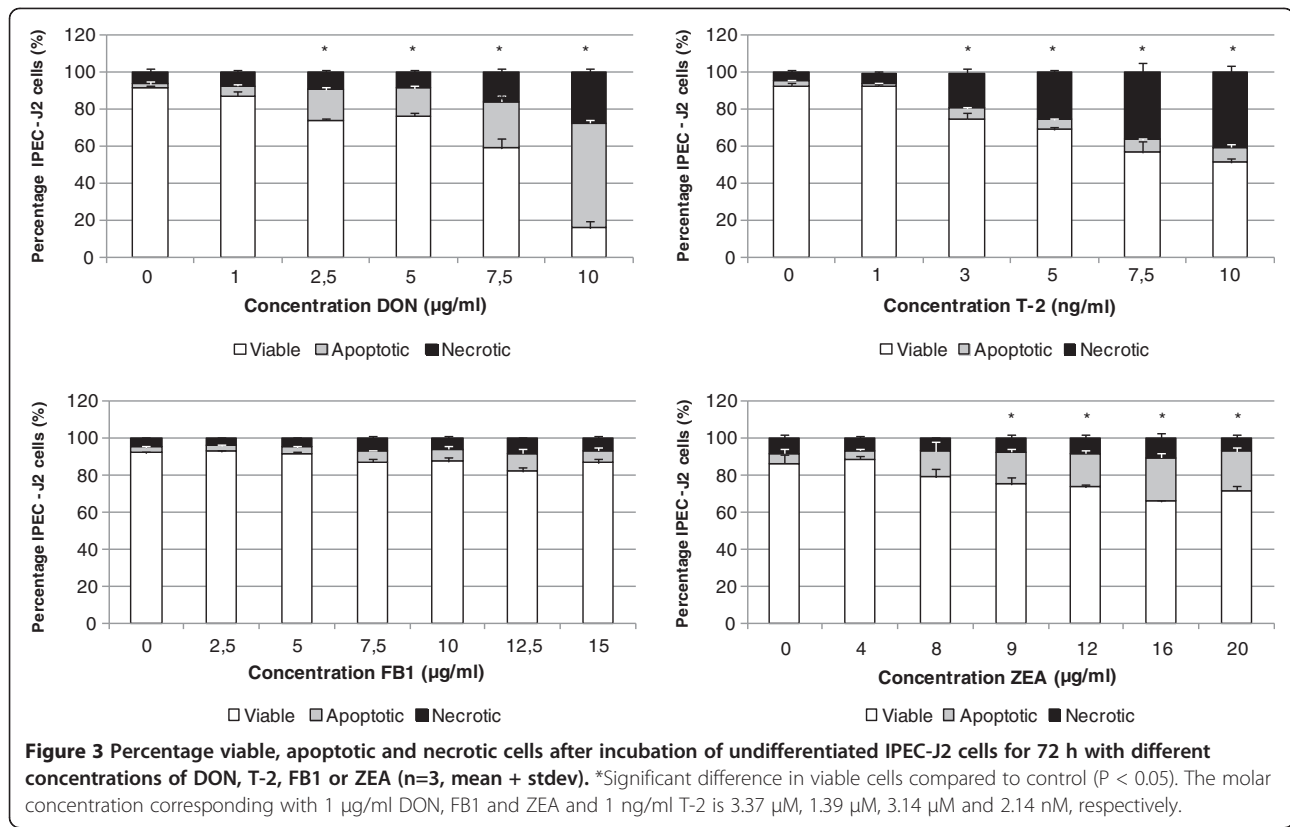 120
100
80
60
40
20
0
Percentage IPEC-J2 cells (%)
* * * *
0 1 2,5 5 7,5 10
Concentration DON (µg/ml)
Viable Apoptotic Necrotic
120
100
80
60
40
20
0
Percentage IPEC-J2 cells (%)
* * * *
0 1 3 5 7,5 10
Concentration T-2 (ng/ml)
Viable Apoptotic Necrotic
120
100
80
60
40
20
0
Percentage IPEC-J2 cells (%)
0 2,5 5 7,5 10 12,5 15
Concentration FB1 (µg/ml)
Viable Apoptotic Necrotic
120
100
80
60
40
20
0
Percentage IPEC-J2 cells (%)
* * * *
0 4 8 9 12 16 20
Concentration ZEA (µg/ml)
Viable Apoptotic Necrotic
Figure 3 Percentage viable, apoptotic and necrotic cells after incubation of undifferentiated IPEC-J2 cells for 72 h with different
concentrations of DON, T-2, FB1 or ZEA (n=3, mean + stdev). *Significant difference in viable cells compared to control (P < 0.05). The molar
concentration corresponding with 1 µg/ml DON, FB1 and ZEA and 1 ng/ml T-2 is 3.37 µM, 1.39 µM, 3.14 µM and 2.14 nM, respectively.